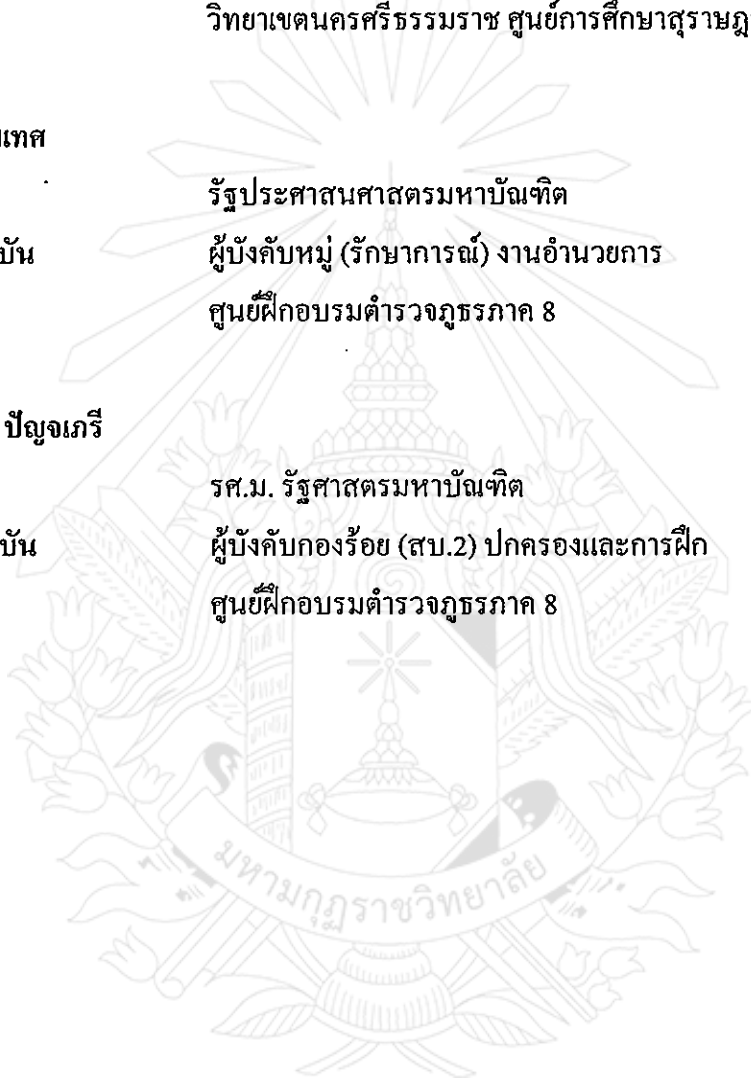 วิทยาเขตนครศรีธรรมราช ศูนย์การศึกษาสุราษฎ
เทศ
รัฐประศาสนศาสตรมหาบัณฑิต
บัน ผู้บังคับหมู่ (รักษาการณ์) งานอำนวยการ
ศูนย์ฝึกอบรมตำรวจภูธรภาค 8
ปัญจเภรี
รศ.ม. รัฐศาสตรมหาบัณฑิต
บัน ผู้บังคับกองร้อย (สบ.2) ปกครองและการฝึก
ศูนย์ฝึกอบรมตำรวจภูธรภาค 8
มหามกุฏราชวิทยาลัย